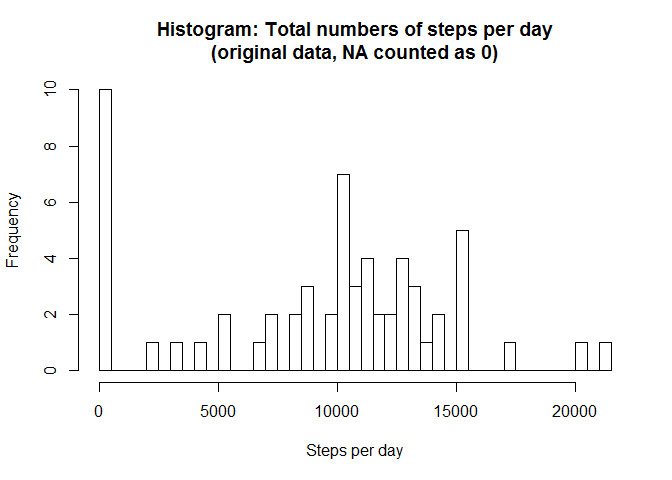 Histogram: Total numbers of steps per day
(original data, NA counted as 0)
Frequency
10
8
6
4
2
0
0 5000 10000 15000 20000
Steps per day